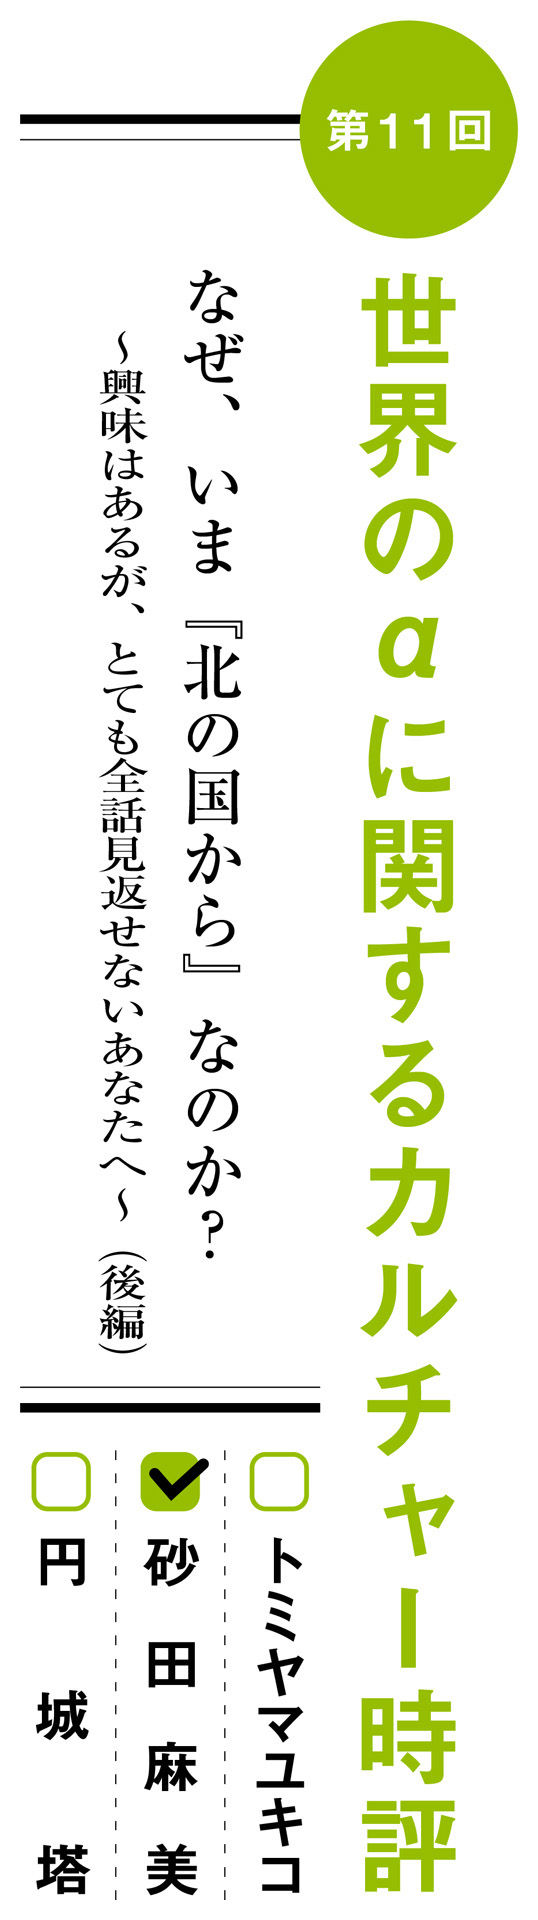 第11回
世界のαに関するカルチャー時評
なぜ、いま『北の国から』なのか?
～興味はあるが、とても全話見返せないあなたへ～(後編)
トミヤマユキコ
砂田麻美
円城塔